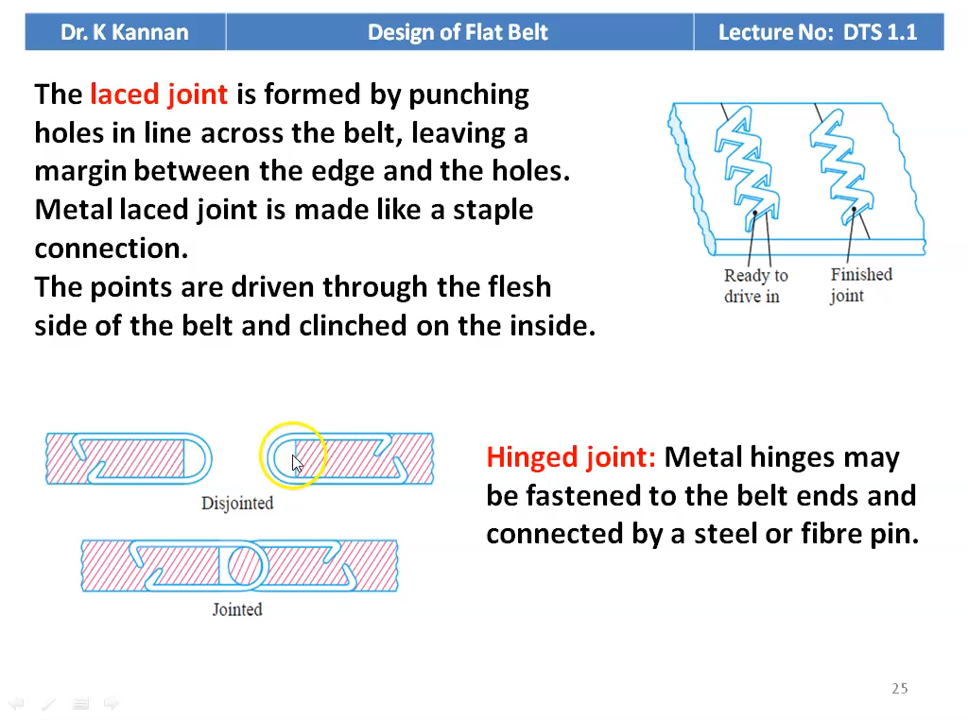 Dr. K Kannan
Design of Flat Belt
Lecture No: DTS 1.1
The laced joint is formed by punching
holes in line across the belt, leaving a
margin between the edge and the holes.
Metal laced joint is made like a staple
connection.
The points are driven through the flesh
side of the belt and clinched on the inside.
Ready to
drive in
Finished
joint
Disjointed
Jointed
Hinged joint: Metal hinges may
be fastened to the belt ends and
connected by a steel or fibre pin.
25